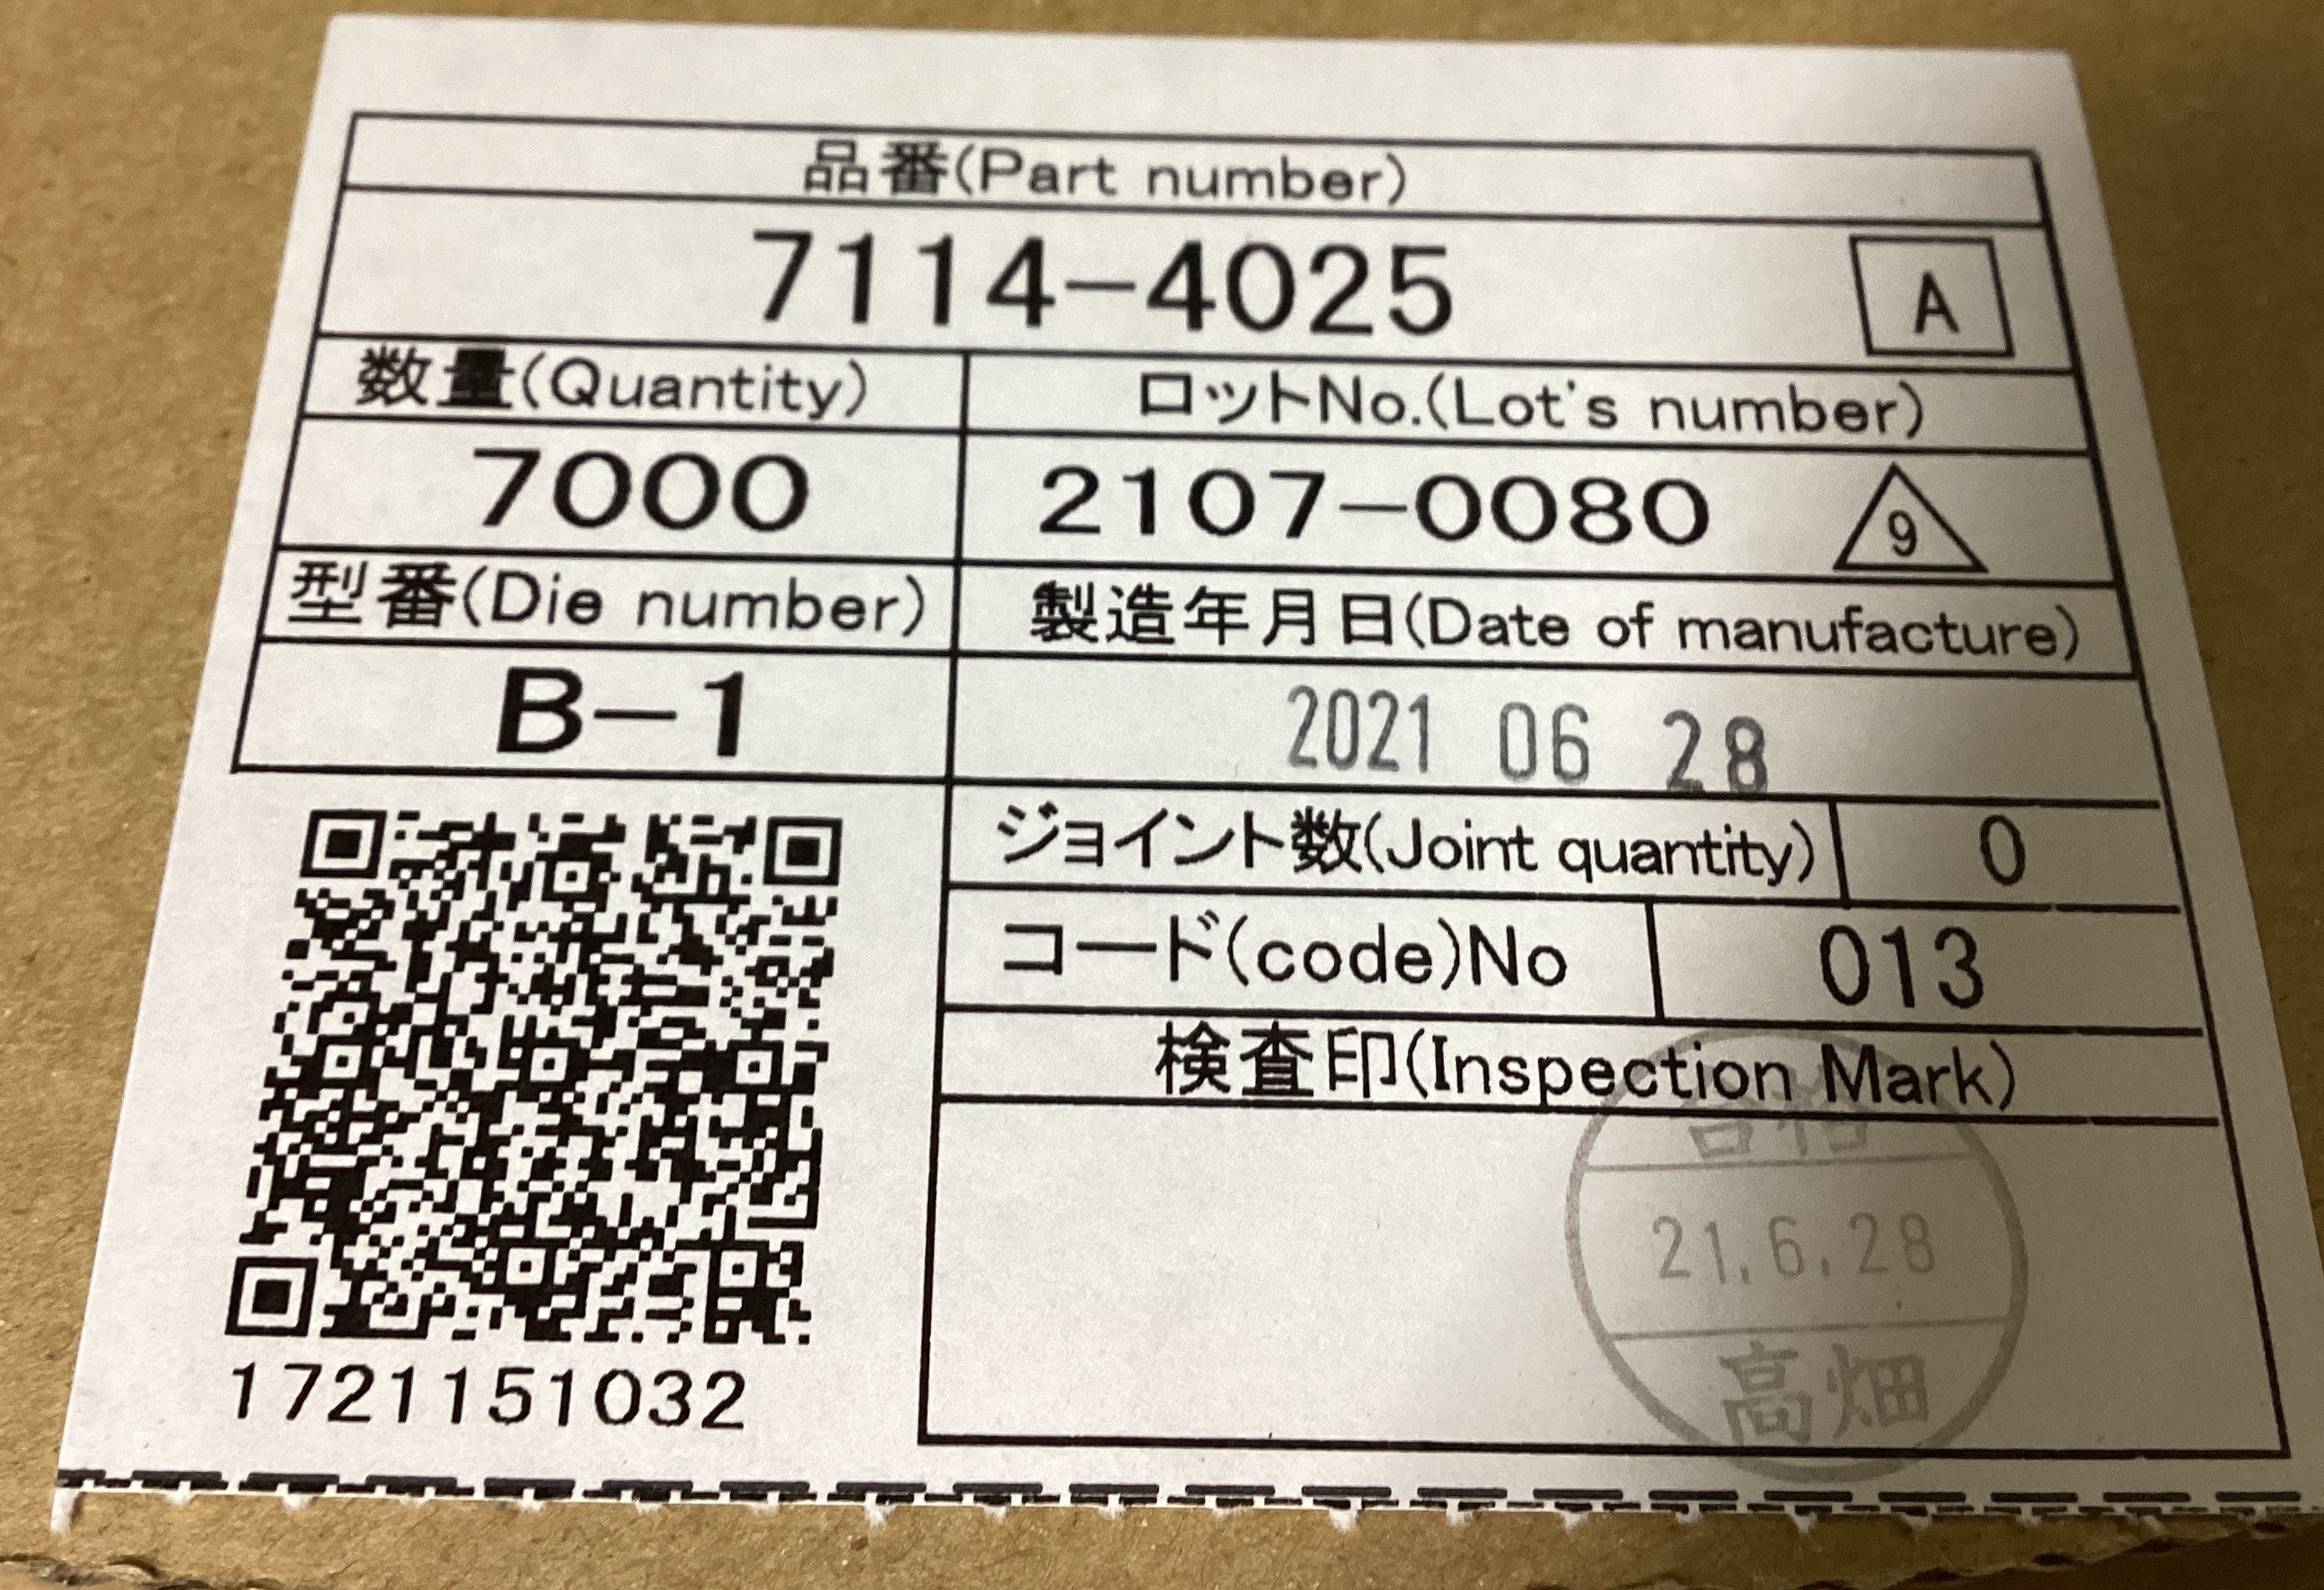 品番(Part number)
7114-4025 A
数量(Quantity) ロットNo.(Lot's number)
7000 2107-0080 9
型番(Die number) 製造年月日(Date of manufacture)
B-1 2021 06 28
ジョイント数(Joint quantity) 0
コード(code)No 013
検査印(Inspection Mark)
21.6.28
高畑
1721151032